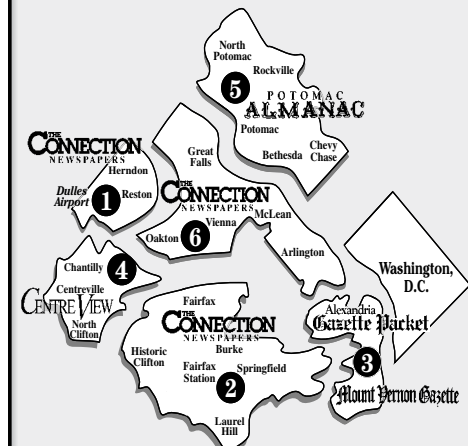 North
Potomac
Rockville
5
POTOMAC
ALMANAC
Potomac
Bethesda
Chevy
Chase
THE
CONNECTION
NEWSPAPERS
Herndon
Dulles
Airport
1
Reston
Great
Falls
THE
CONNECTION
NEWSPAPERS
Vienna
McLean
Oakton
6
Arlington
Chantilly
4
Centreville
CENTREVIEW
North
Clifton
Washington,
D.C.
Fairfax
THE
CONNECTION
NEWSPAPERS
Burke
Historic
Clifton
Fairfax
Station
Springfield
2
Laurel
Hill
Alexandria
Gazette Packet
3
Mount Vernon Gazette